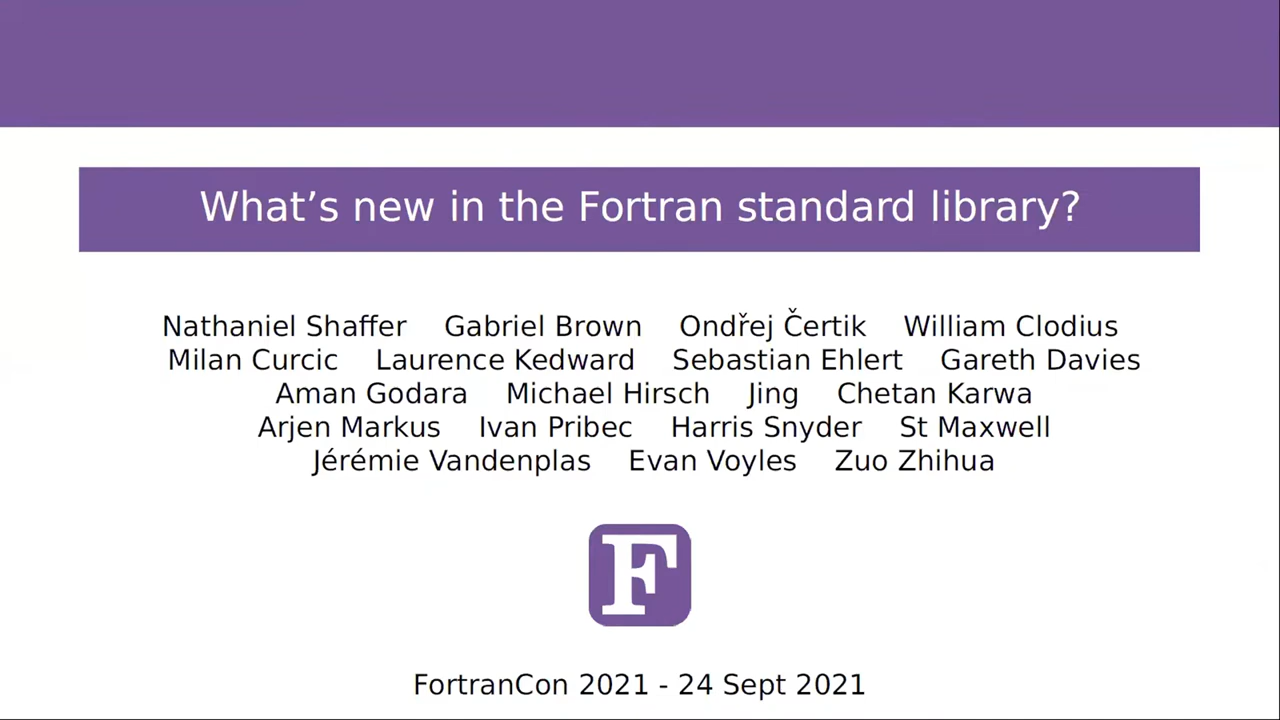 What’s new in the Fortran standard library?
Nathaniel Shaffer Gabriel Brown Ondřej Čertik William Clodius
Milan Curcic Laurence Kedward Sebastian Ehlert Gareth Davies
Aman Godara Michael Hirsch Jing Chetan Karwa
Arjen Markus Ivan Pribec Harris Snyder St Maxwell
Jérémie Vandenplas Evan Voyles Zuo Zhihua
F
FortranCon 2021 - 24 Sept 2021